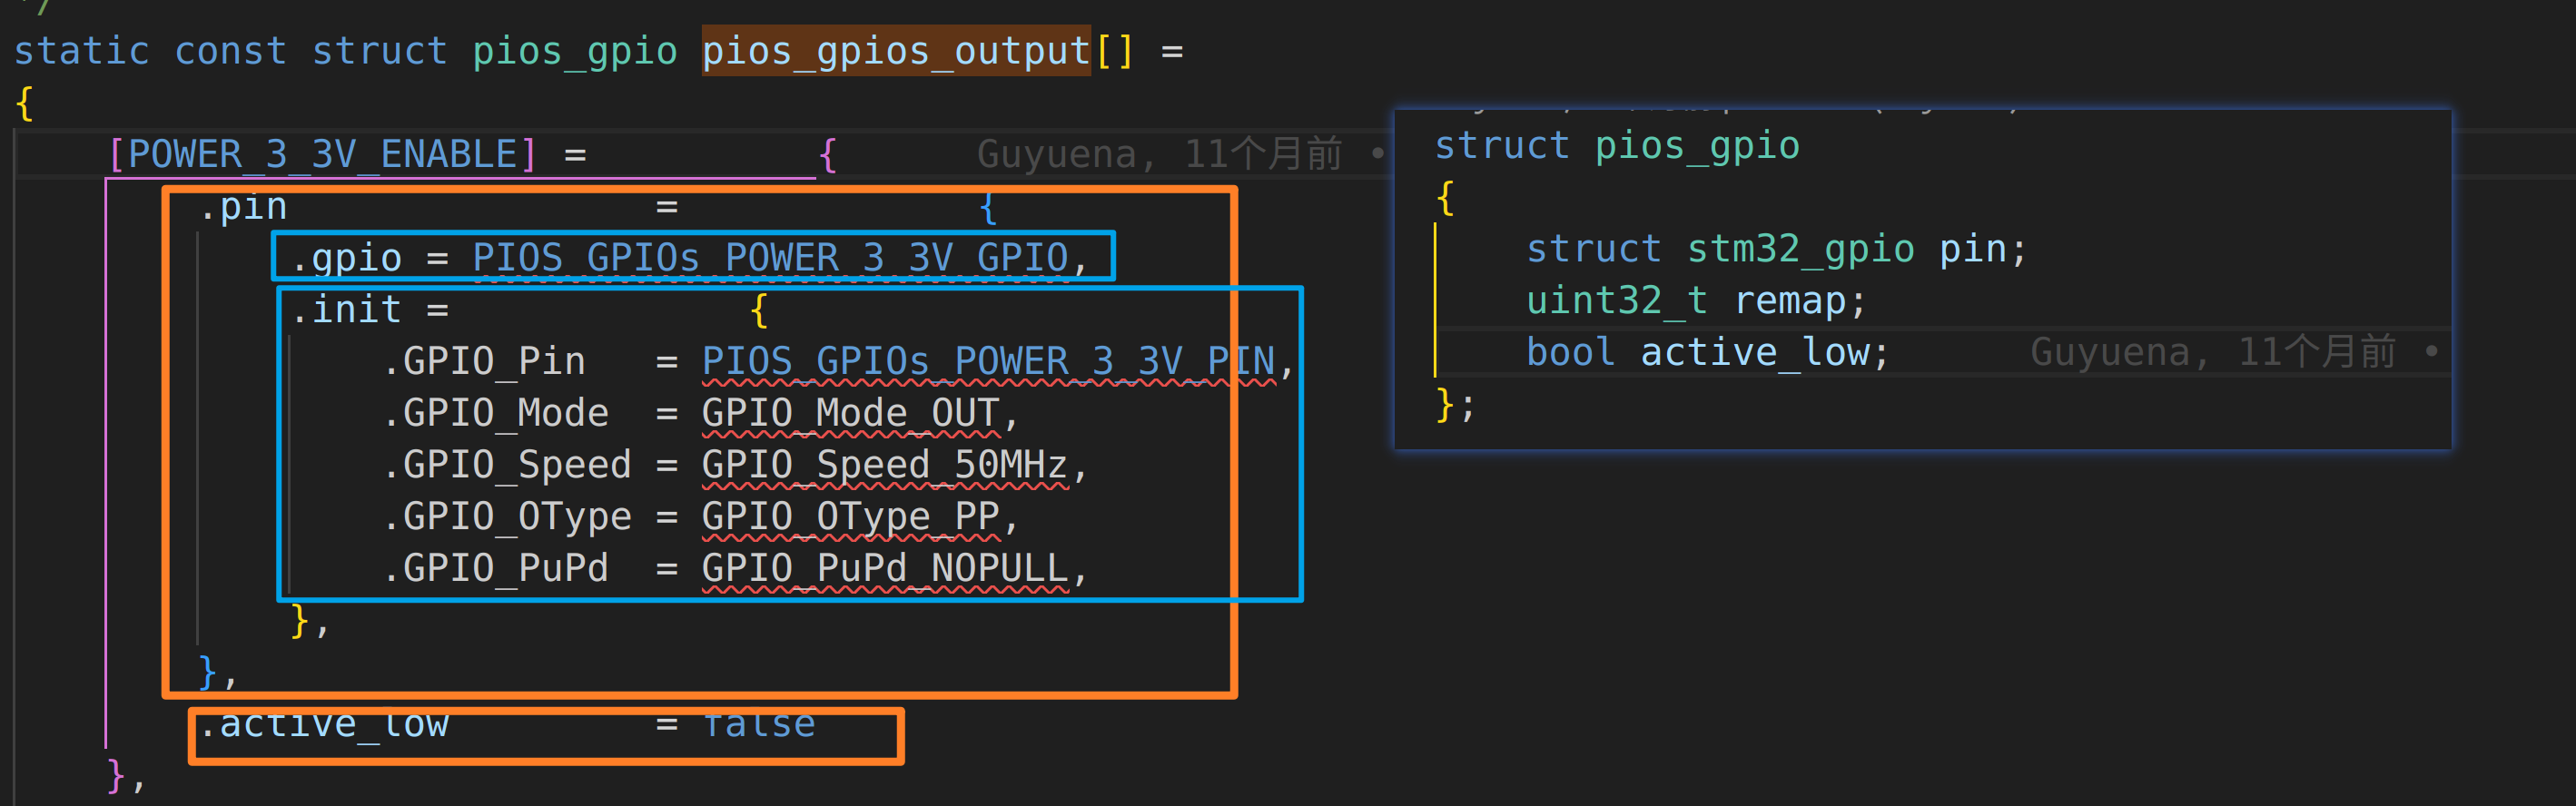 */
static const struct pios_gpio pios_gpios_output[] =
{
[POWER_3_3V_ENABLE] = { Guyuena, 11个月前 •
.pin = {
.gpio = PIOS_GPIOs_POWER_3_3V_GPIO,
.init = {
.GPIO_Pin = PIOS_GPIOs_POWER_3_3V_PIN,
.GPIO_Mode = GPIO_Mode_OUT,
.GPIO_Speed = GPIO_Speed_50MHz,
.GPIO_OType = GPIO_OType_PP,
.GPIO_PuPd = GPIO_PuPd_NOPULL,
},
},
.active_low = false
},
struct pios_gpio
{
struct stm32_gpio pin;
uint32_t remap;
bool active_low; Guyuena, 11个月前 •
};